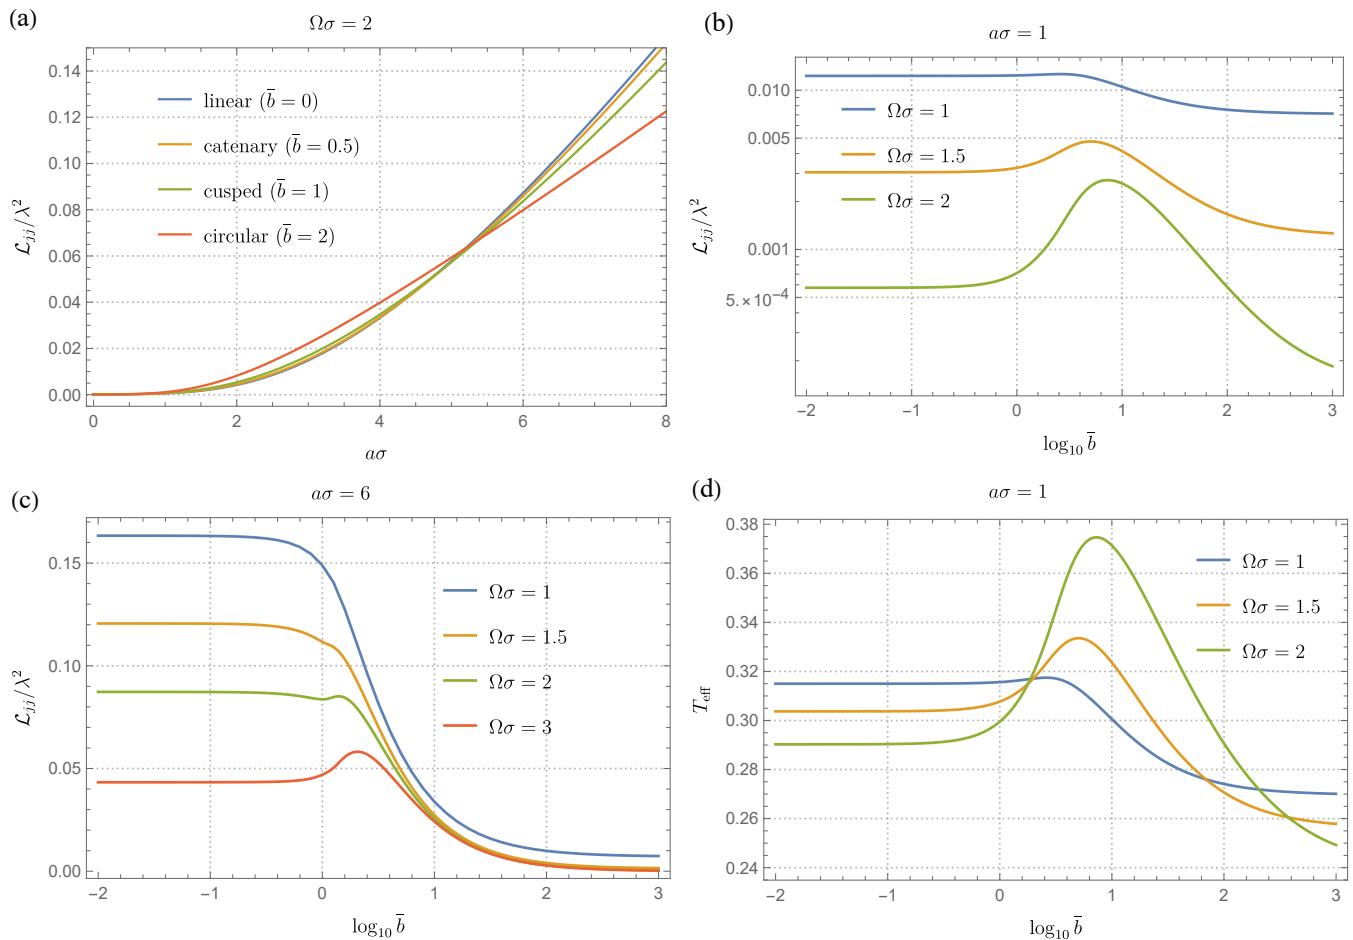 (a)
Ωσ = 2
0.14
0.12
0.10
0.08
0.06
0.04
0.02
0.00
ℒ_jj/λ²
linear (b̄ = 0)
catenary (b̄ = 0.5)
cusped (b̄ = 1)
circular (b̄ = 2)
0 2 4 6 8
aσ
(b)
aσ = 1
0.010
0.005
0.001
5.×10⁻⁴
ℒ_jj/λ²
Ωσ = 1
Ωσ = 1.5
Ωσ = 2
−2 −1 0 1 2 3
log₁₀ b̄
(c)
aσ = 6
0.15
0.10
0.05
0.00
ℒ_jj/λ²
Ωσ = 1
Ωσ = 1.5
Ωσ = 2
Ωσ = 3
−2 −1 0 1 2 3
log₁₀ b̄
(d)
aσ = 1
0.38
0.36
0.34
0.32
0.30
0.28
0.26
0.24
T_eff
Ωσ = 1
Ωσ = 1.5
Ωσ = 2
−2 −1 0 1 2 3
log₁₀ b̄